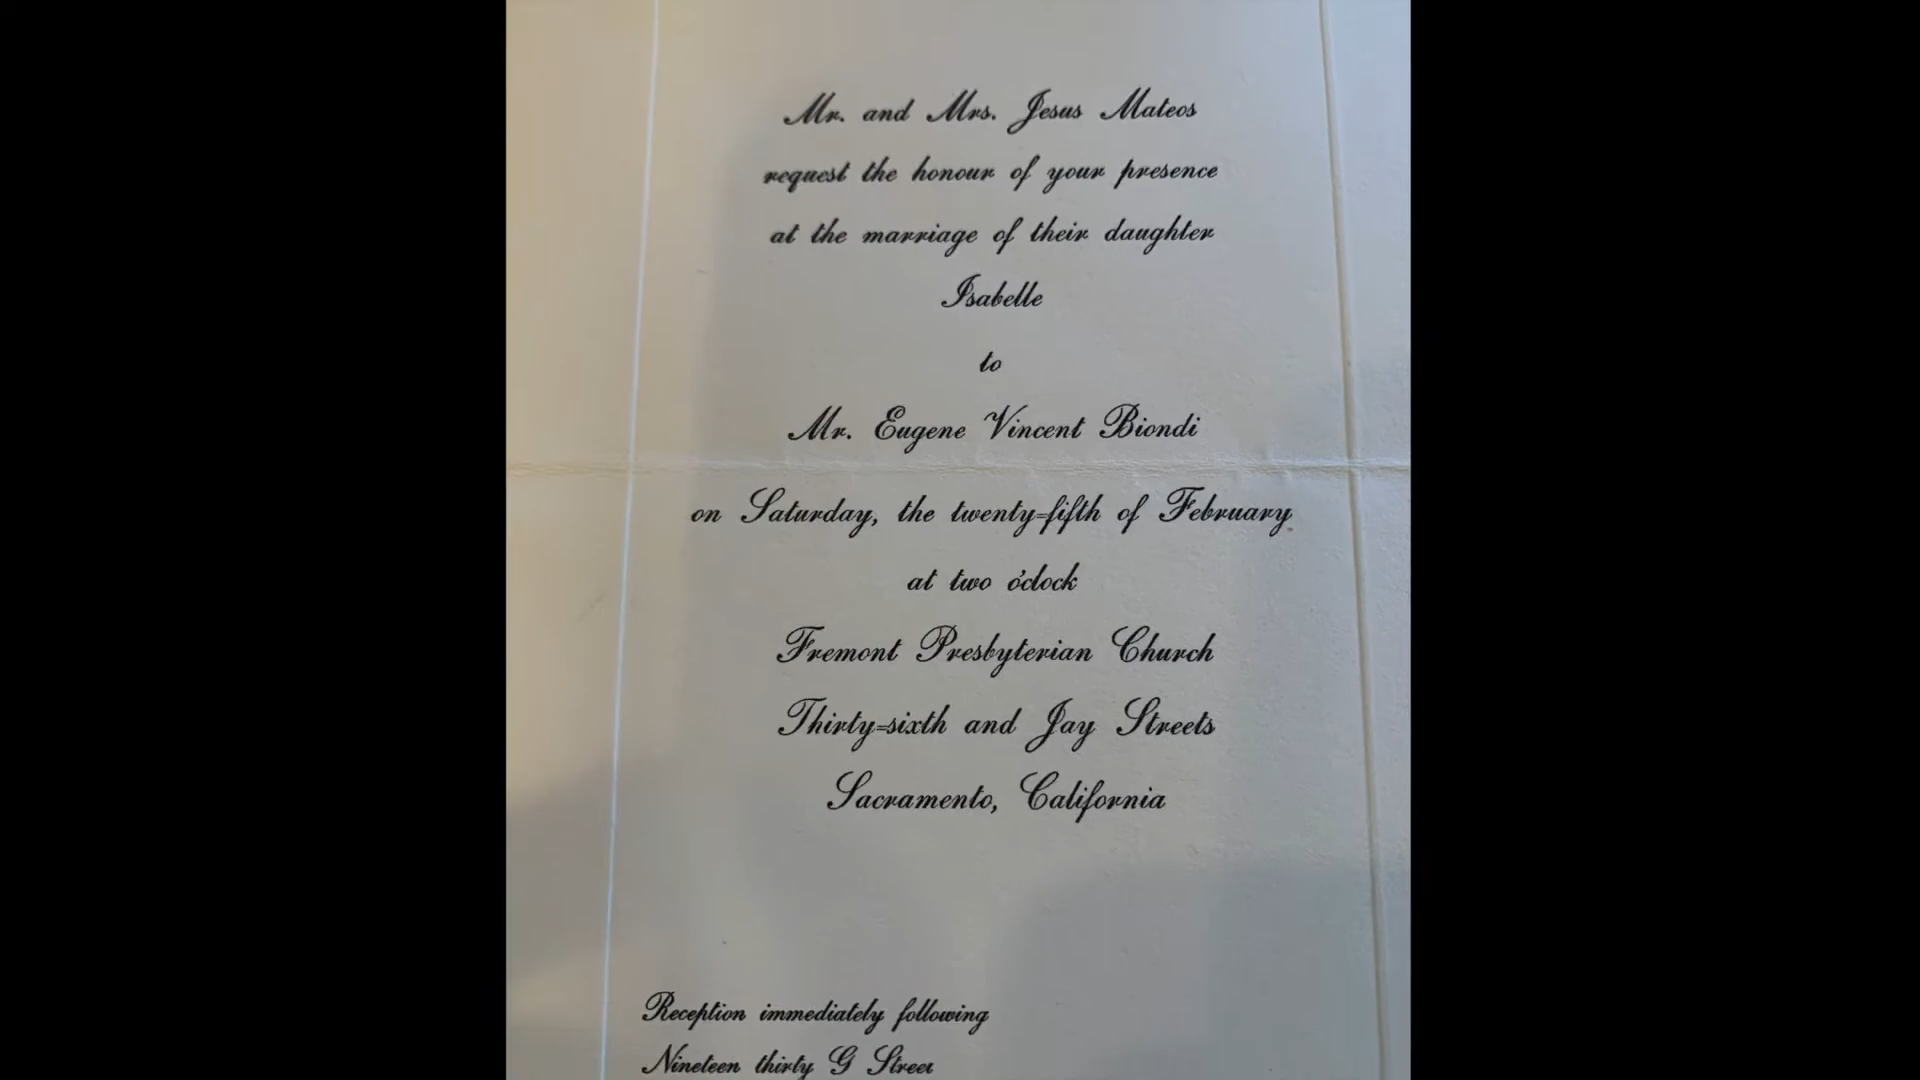 Mr. and Mrs. Jesus Mateos
request the honour of your presence
at the marriage of their daughter
Isabelle
to
Mr. Eugene Vincent Biondi
on Saturday, the twenty-fifth of February
at two o'clock
Fremont Presbyterian Church
Thirty-sixth and Jay Streets
Sacramento, California
Reception immediately following
Nineteen thirty G Street